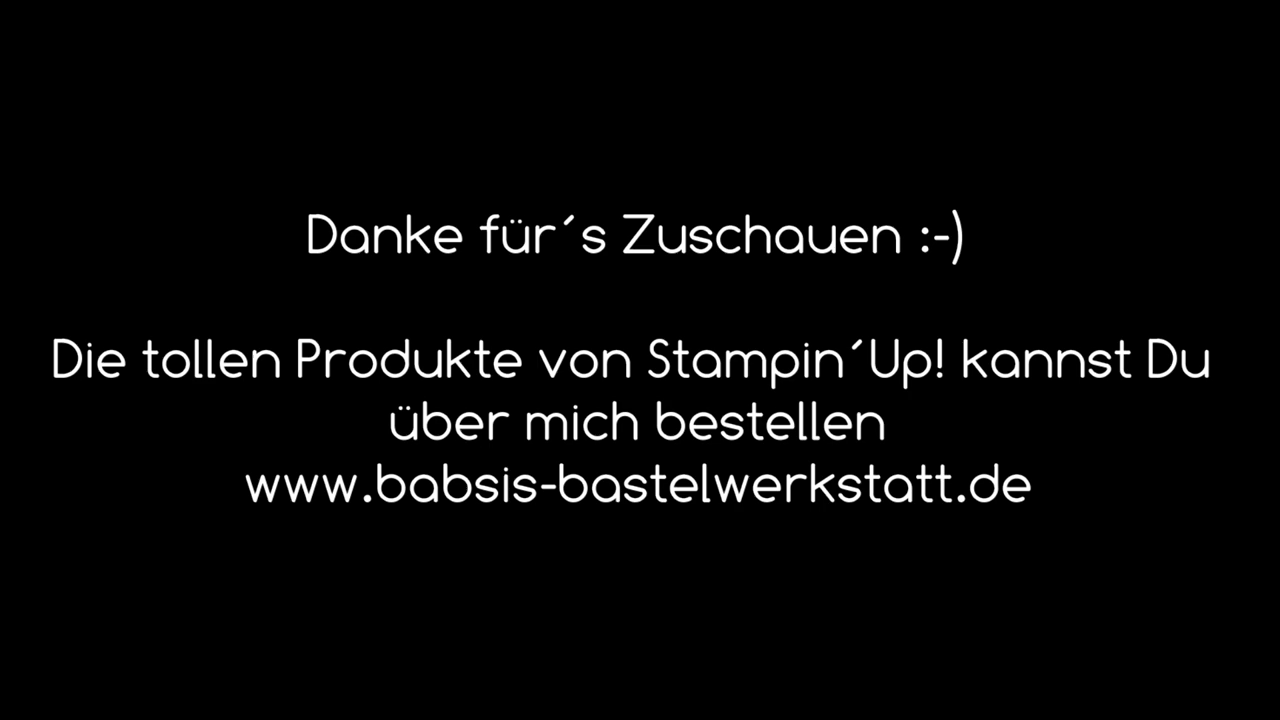 Danke für´s Zuschauen :-)
Die tollen Produkte von Stampin´Up! kannst Du
über mich bestellen
www.babsis-bastelwerkstatt.de